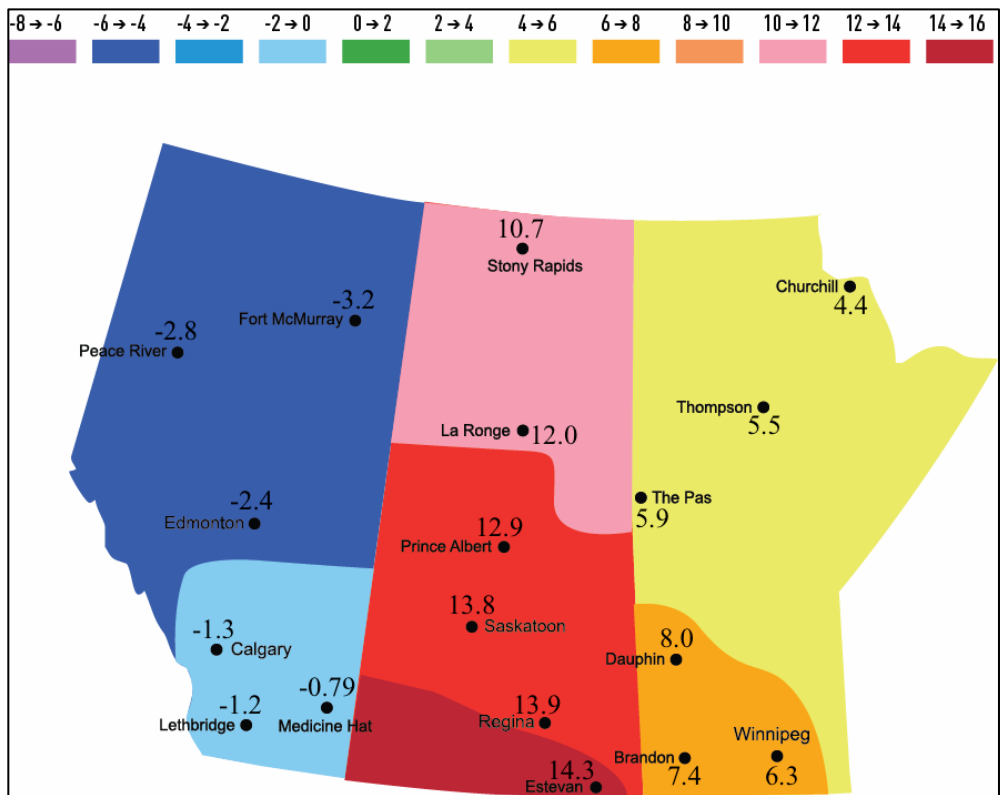 -8 → -6 -6 → -4 -4 → -2 -2 → 0 0 → 2 2 → 4 4 → 6 6 → 8 8 → 10 10 → 12 12 → 14 14 → 16
10.7
Stony Rapids
Churchill
4.4
-3.2
Fort McMurray
-2.8
Peace River
Thompson
5.5
La Ronge 12.0
The Pas
5.9
-2.4
Edmonton
12.9
Prince Albert
13.8
Saskatoon
-1.3
Calgary
8.0
Dauphin
-0.79
Medicine Hat
-1.2
Lethbridge
13.9
Regina
Winnipeg
6.3
Brandon
7.4
14.3
Estevan